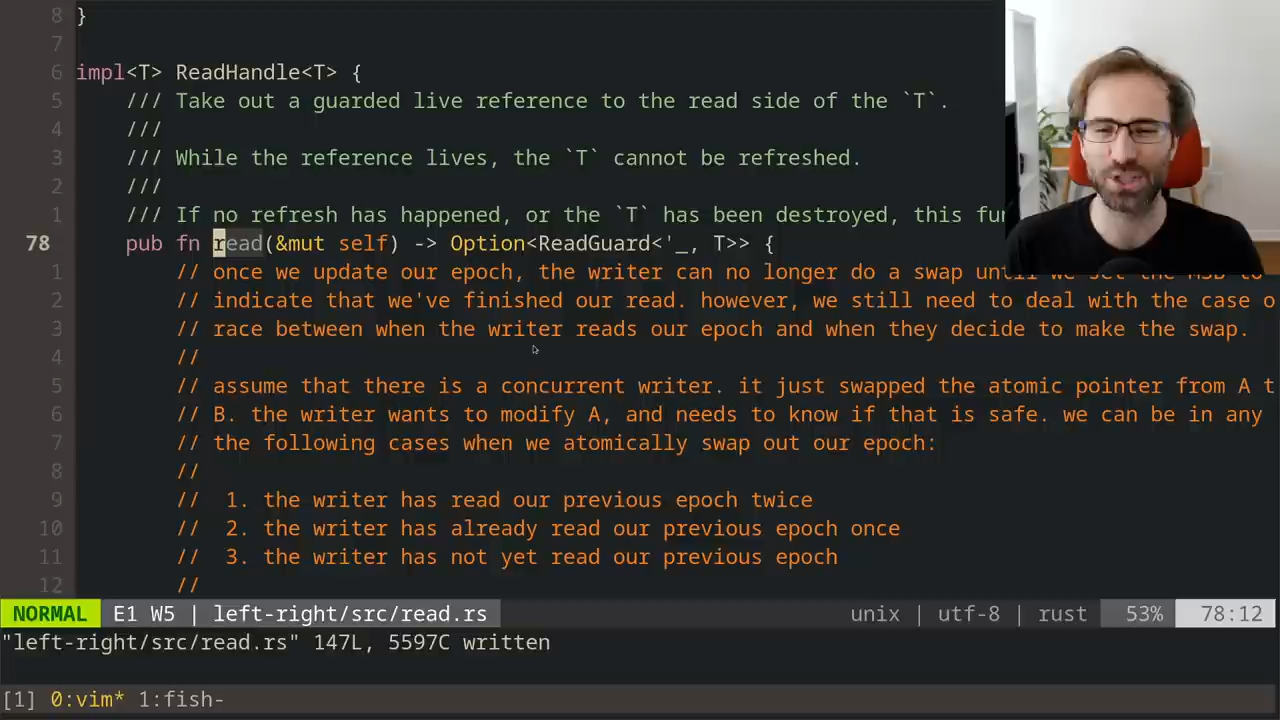 8 }
7
6 impl<T> ReadHandle<T> {
5 /// Take out a guarded live reference to the read side of the `T`.
4 ///
3 /// While the reference lives, the `T` cannot be refreshed.
2 ///
1 /// If no refresh has happened, or the `T` has been destroyed, this
78 pub fn read(&mut self) -> Option<ReadGuard<'_, T>> {
1 // once we update our epoch, the writer can no longer do a swap until we set the MSB to
2 // indicate that we've finished our read. however, we still need to deal with the case o
3 // race between when the writer reads our epoch and when they decide to make the swap.
4 //
5 // assume that there is a concurrent writer. it just swapped the atomic pointer from A t
6 // B. the writer wants to modify A, and needs to know if that is safe. we can be in any
7 // the following cases when we atomically swap out our epoch:
8 //
9 // 1. the writer has read our previous epoch twice
10 // 2. the writer has already read our previous epoch once
11 // 3. the writer has not yet read our previous epoch
12 //
NORMAL E1 W5 | left-right/src/read.rs unix | utf-8 | rust 53% 78:12
"left-right/src/read.rs" 147L, 5597C written
[1] 0:vim* 1:fish-